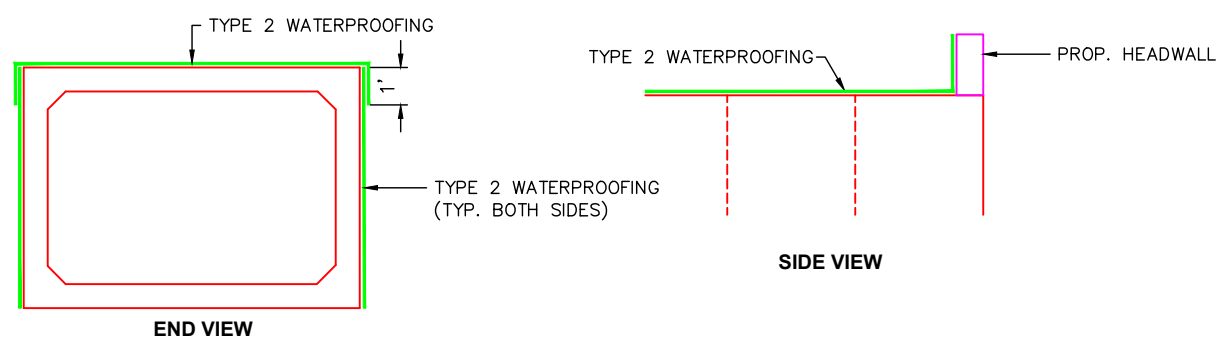 TYPE 2 WATERPROOFING
1'
TYPE 2 WATERPROOFING
(TYP. BOTH SIDES)
END VIEW
TYPE 2 WATERPROOFING
PROP. HEADWALL
SIDE VIEW